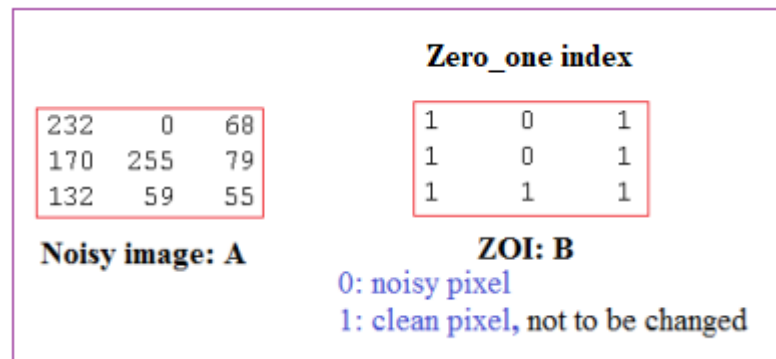 Zero_one index
232 0 68
170 255 79
132 59 55
1 0 1
1 0 1
1 1 1
Noisy image: A
ZOI: B
0: noisy pixel
1: clean pixel, not to be changed